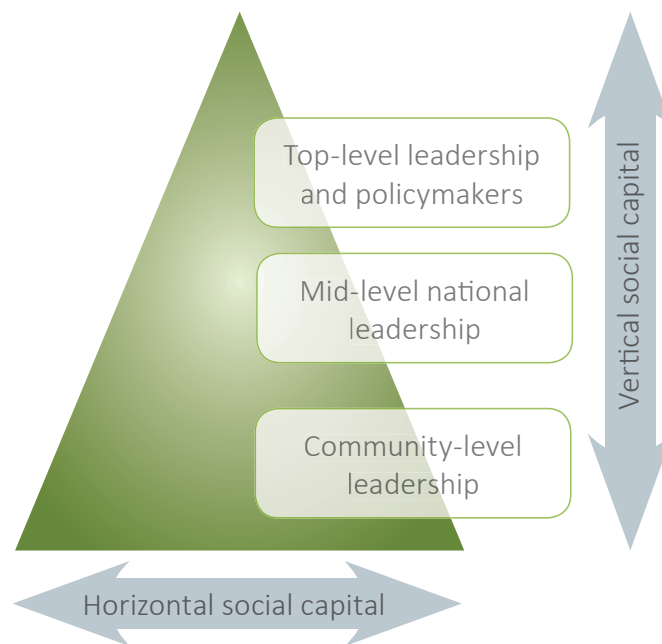 Top-level leadership
and policymakers
Mid-level national
leadership
Community-level
leadership
Vertical social capital
Horizontal social capital